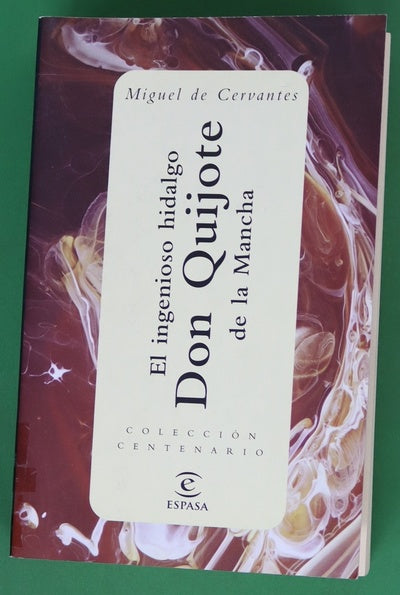 Miguel de Cervantes
El ingenioso hidalgo
Don Quijote
de la Mancha
COLECCIÓN
CENTENARIO
ESPASA